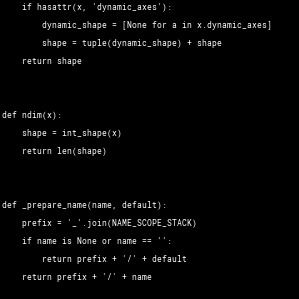 if hasattr(x, 'dynamic_axes'):
dynamic_shape = [None for a in x.dynamic_axes]
shape = tuple(dynamic_shape) + shape
return shape
def ndim(x):
shape = int_shape(x)
return len(shape)
def _prepare_name(name, default):
prefix = '_'.join(NAME_SCOPE_STACK)
if name is None or name == '':
return prefix + '/' + default
return prefix + '/' + name